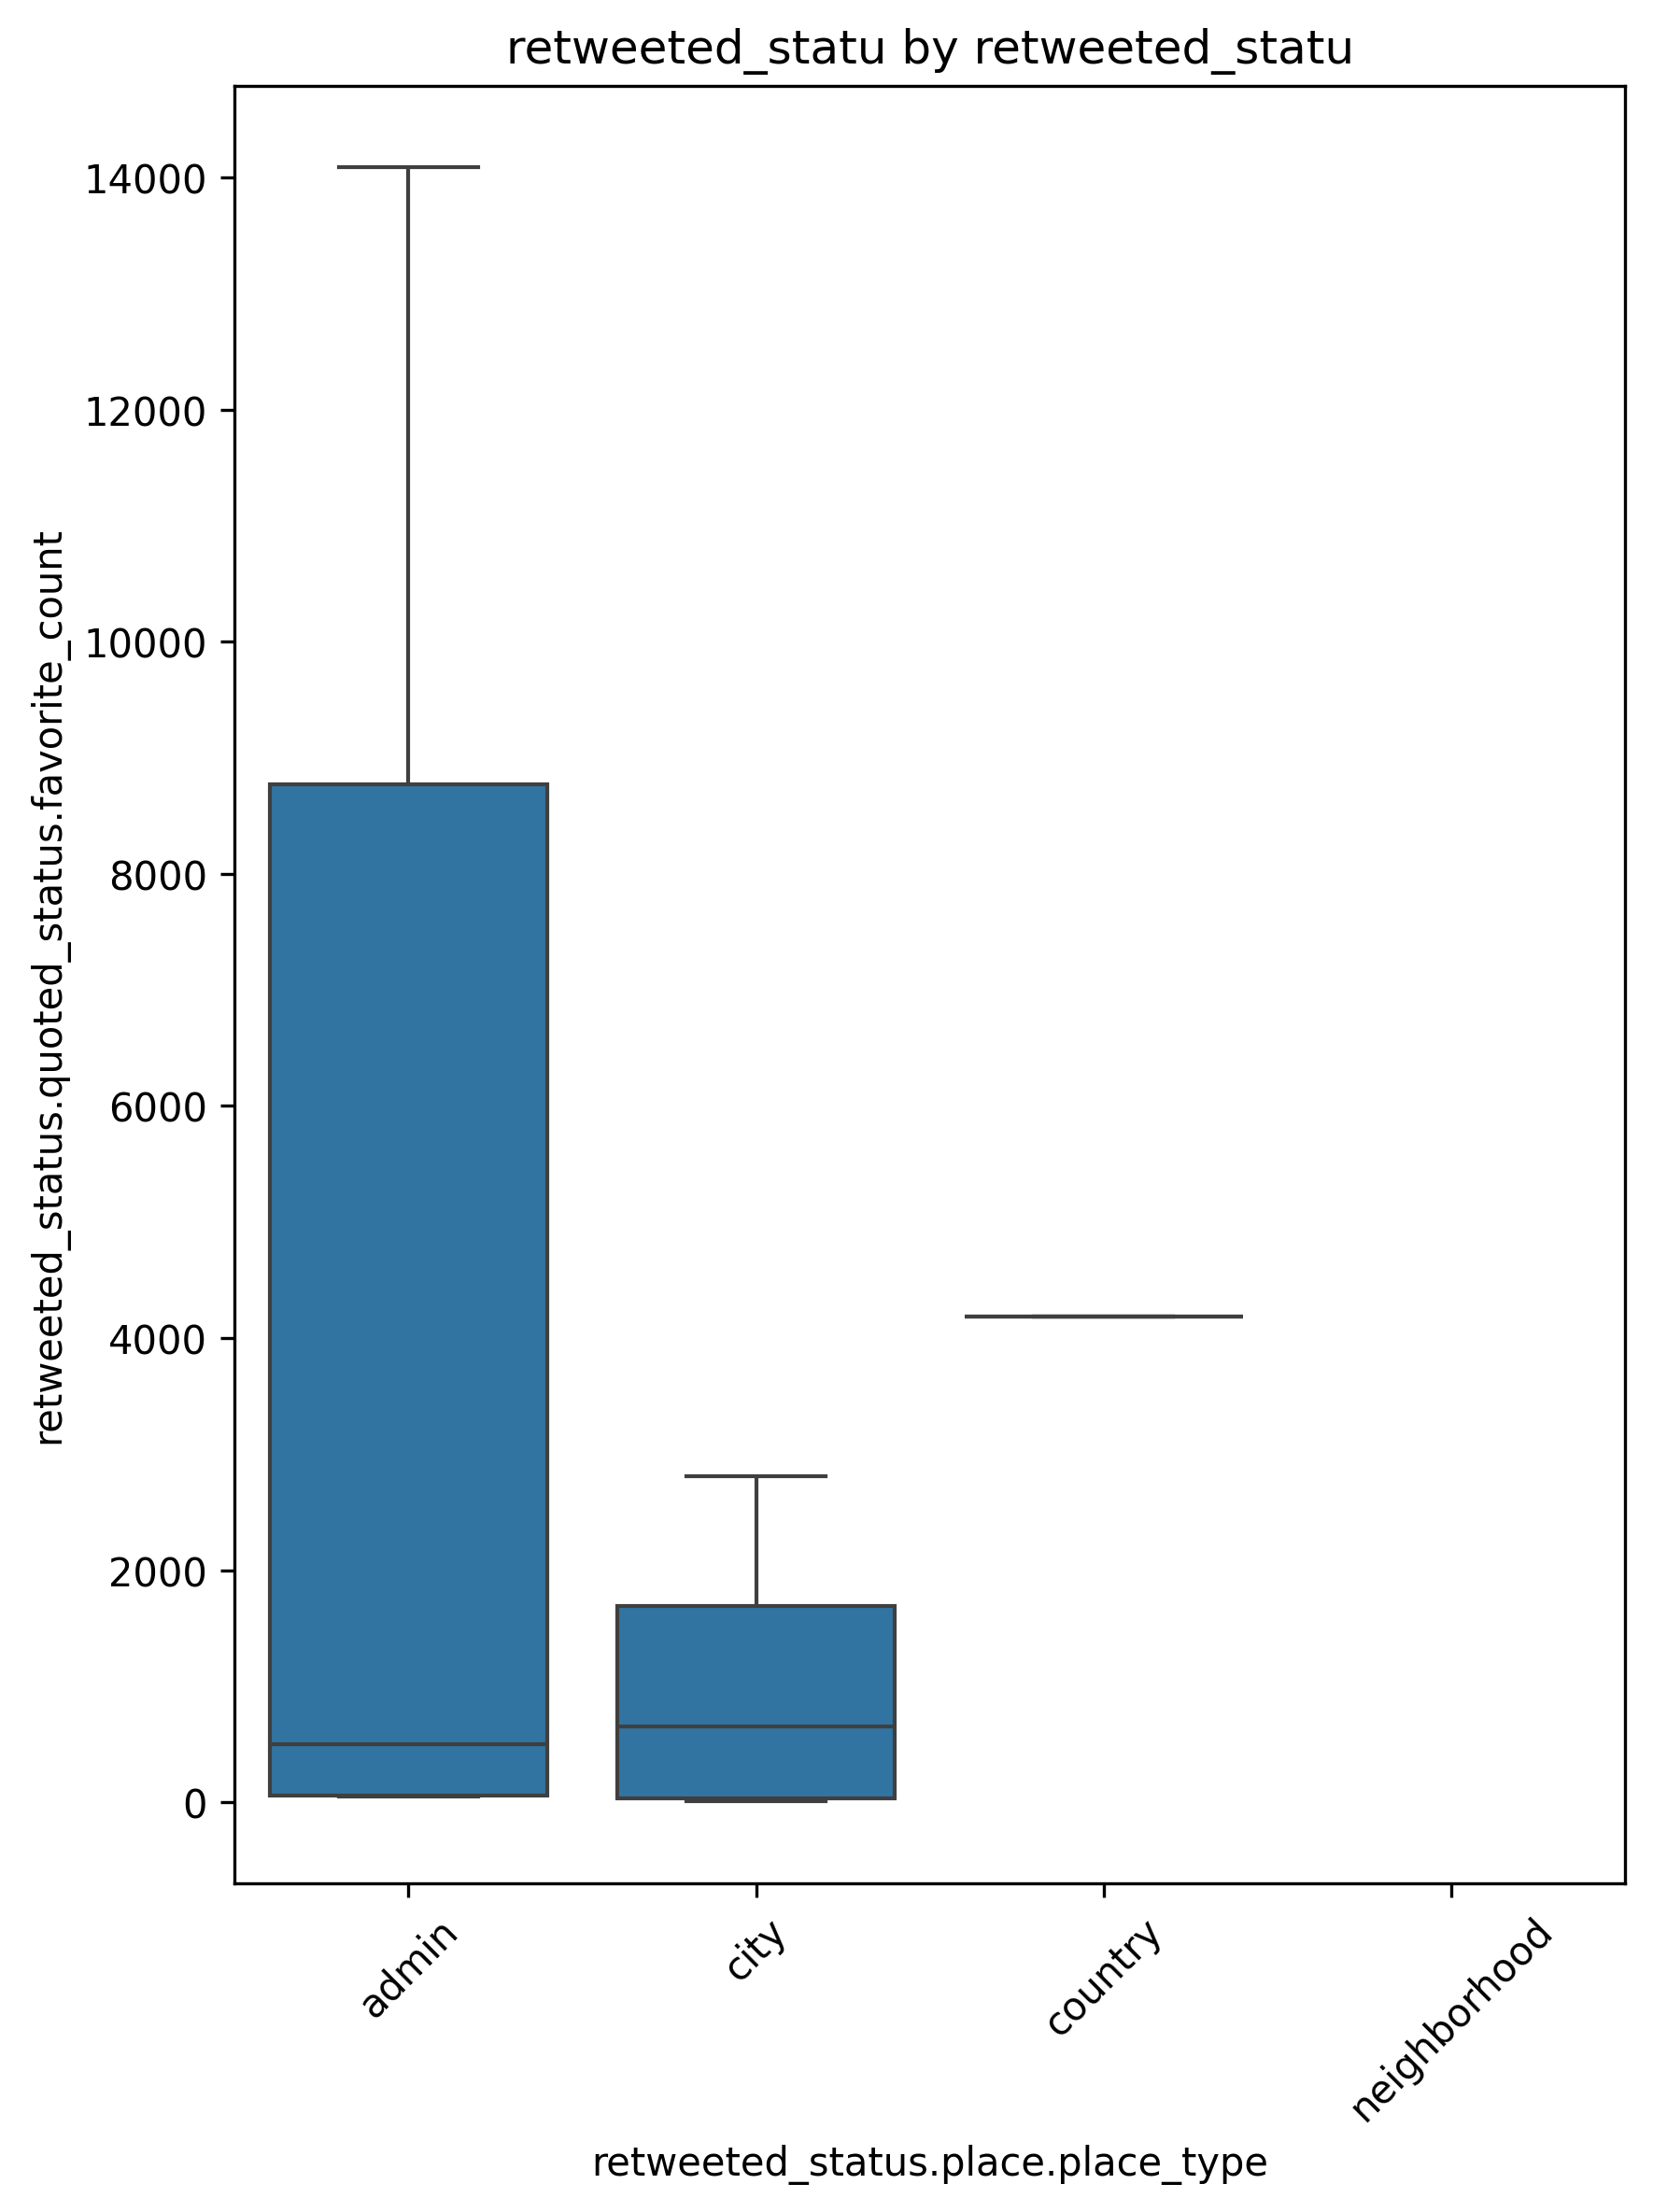 retweeted_statu by retweeted_statu
retweeted_status.quoted_status.favorite_count
14000
12000
10000
8000
6000
4000
2000
0
admin
city
country
neighborhood
retweeted_status.place.place_type